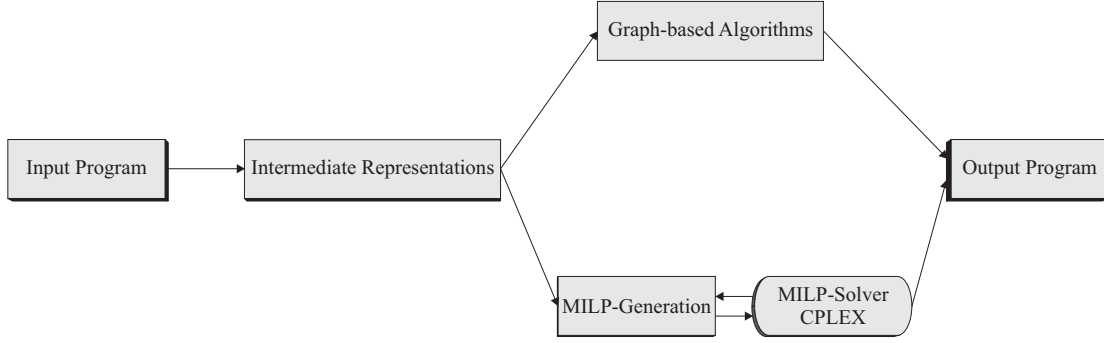 Graph-based Algorithms
Input Program
Intermediate Representations
Output Program
MILP-Generation
MILP-Solver
CPLEX